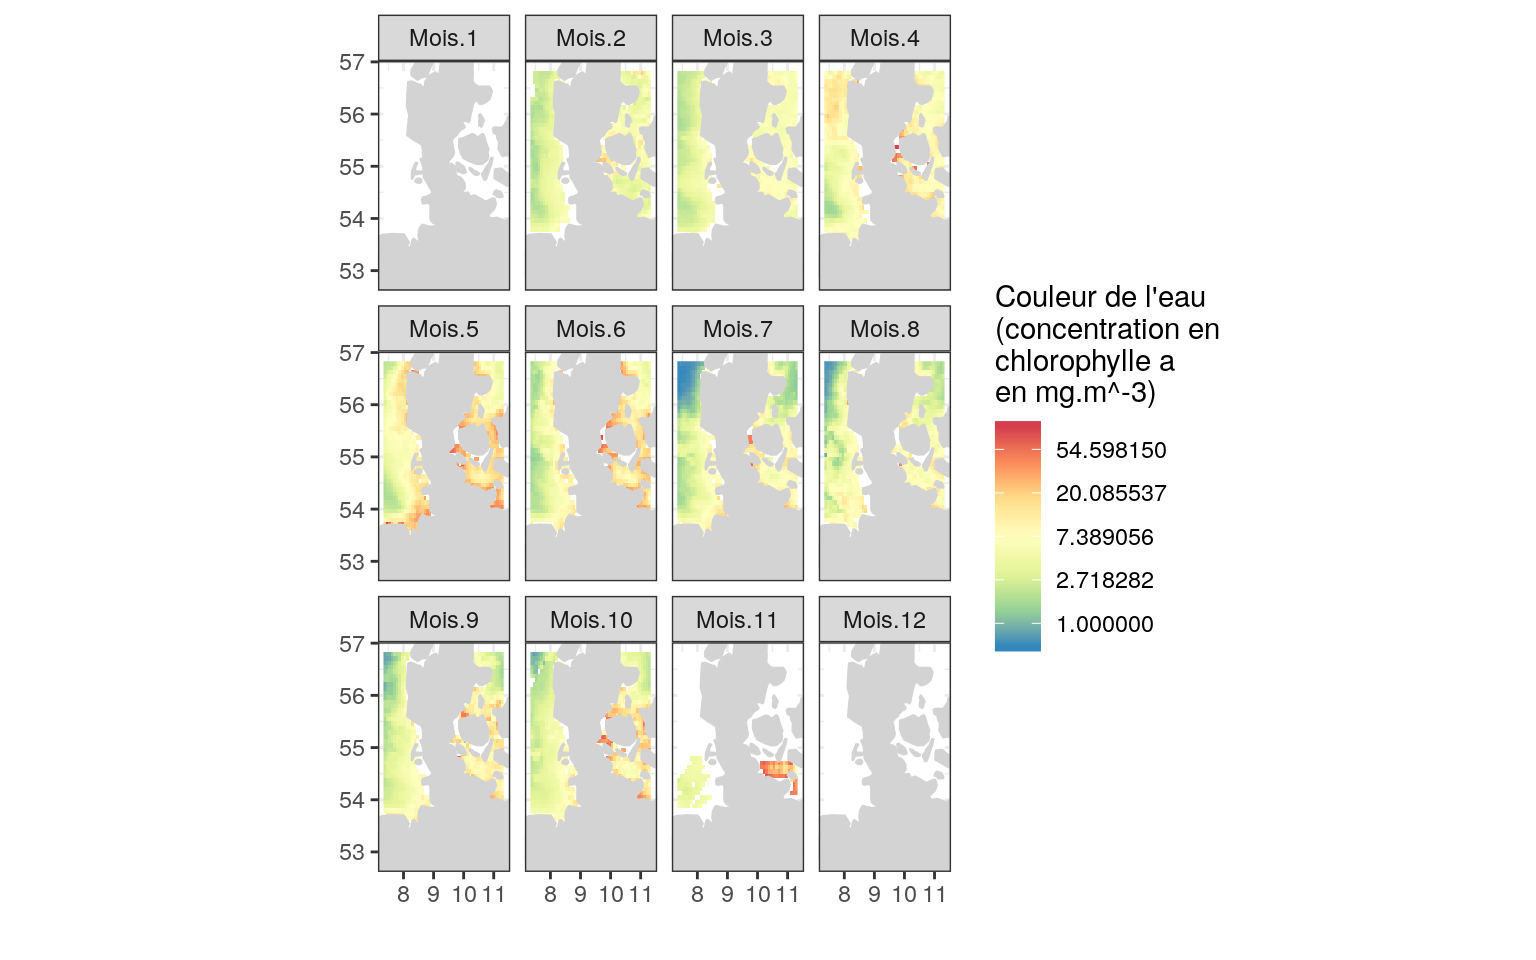 Mois.1 Mois.2 Mois.3 Mois.4
57
56
55
54
53
Mois.5 Mois.6 Mois.7 Mois.8
57
56
55
54
53
Mois.9 Mois.10 Mois.11 Mois.12
57
56
55
54
53
8 9 10 11 8 9 10 11 8 9 10 11 8 9 10 11
Couleur de l'eau
(concentration en
chlorophylle a
en mg.m^-3)
54.598150
20.085537
7.389056
2.718282
1.000000